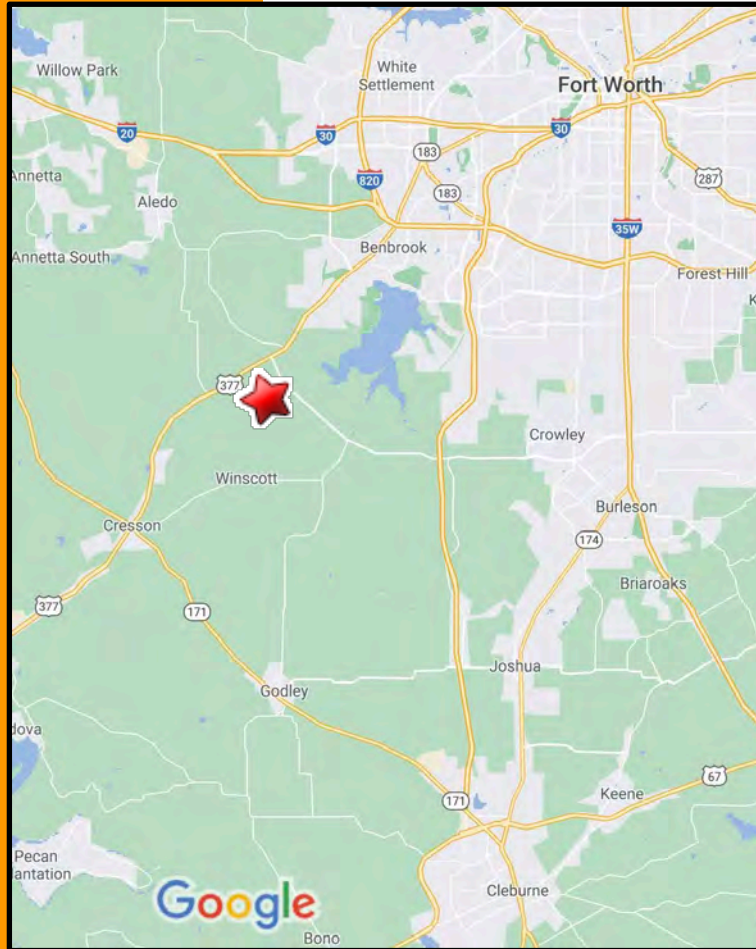 Willow Park
White
Settlement
Fort Worth
20
30
30
183
820
183
287
Annetta
Aledo
35W
Benbrook
Annetta South
Forest Hill
377
Crowley
Winscott
Burleson
Cresson
174
Briaroaks
377
171
Joshua
Godley
67
Keene
171
Pecan
Cleburne
Google
Bono